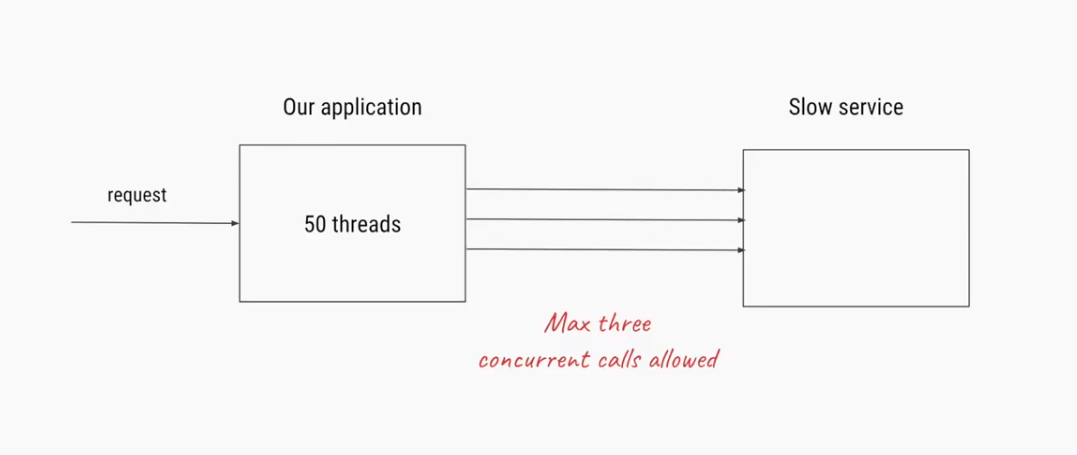 Our application
Slow service
request
50 threads
Max three
concurrent calls allowed